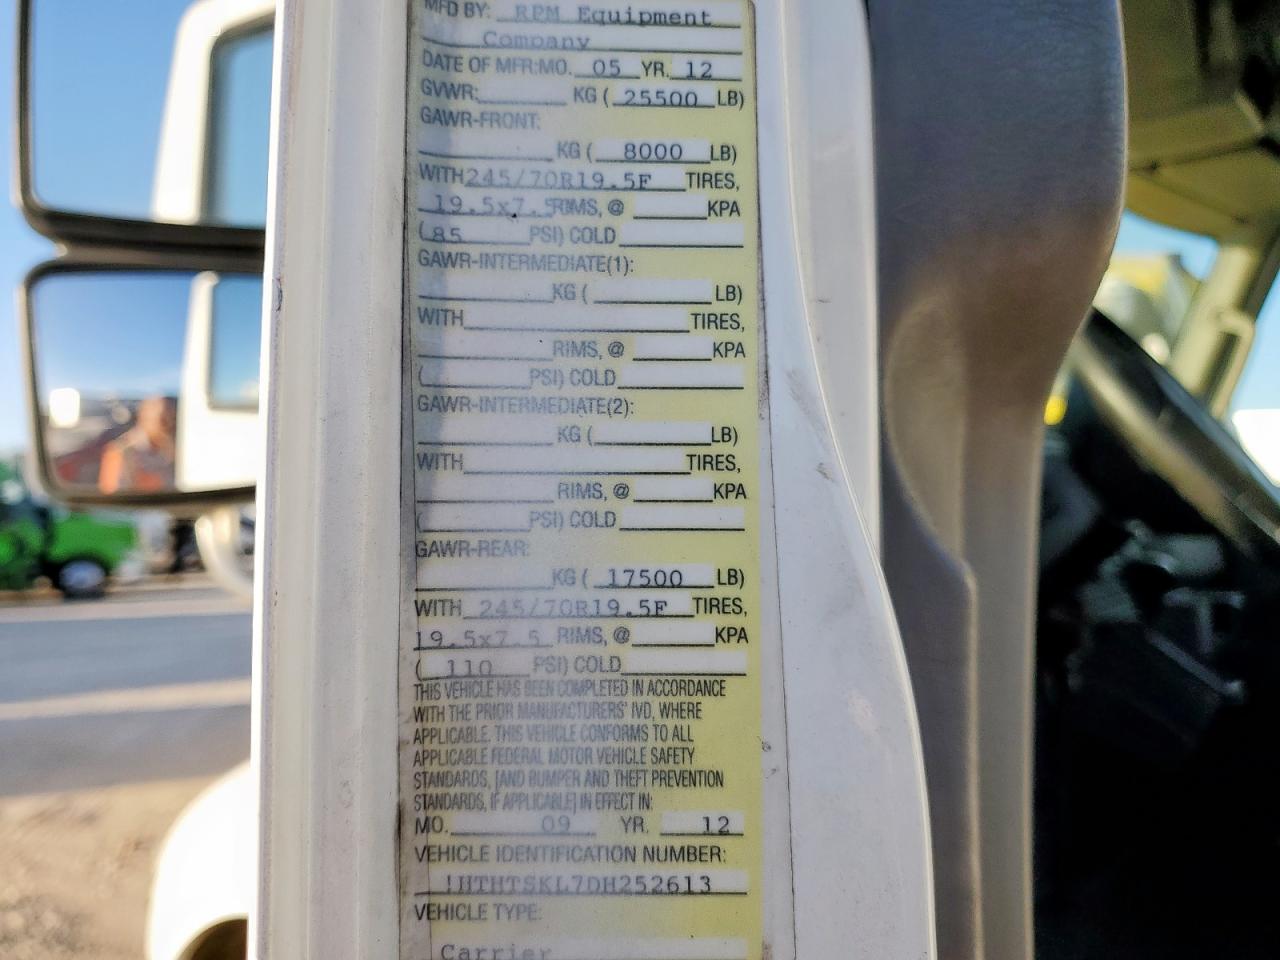 MFD BY: RPM Equipment
Company
DATE OF MFR:MO. 05 YR. 12
GVWR: KG ( 25500 LB)
GAWR-FRONT:
KG ( 8000 LB)
WITH 245/70R19.5F TIRES,
19.5x7.5 RIMS, @ KPA
( 85 PSI) COLD
GAWR-INTERMEDIATE(1):
KG ( LB)
WITH TIRES,
RIMS, @ KPA
( PSI) COLD
GAWR-INTERMEDIATE(2):
KG ( LB)
WITH TIRES,
RIMS, @ KPA
( PSI) COLD
GAWR-REAR:
KG ( 17500 LB)
WITH 245/70R19.5F TIRES,
19.5x7.5 RIMS, @ KPA
( 110 PSI) COLD
THIS VEHICLE HAS BEEN COMPLETED IN ACCORDANCE
WITH THE PRIOR MANUFACTURERS' IVD, WHERE
APPLICABLE. THIS VEHICLE CONFORMS TO ALL
APPLICABLE FEDERAL MOTOR VEHICLE SAFETY
STANDARDS, [AND BUMPER AND THEFT PREVENTION
STANDARDS, IF APPLICABLE] IN EFFECT IN:
MO. 09 YR. 12
VEHICLE IDENTIFICATION NUMBER:
!HTHTSKL7DH252613
VEHICLE TYPE:
Carrier